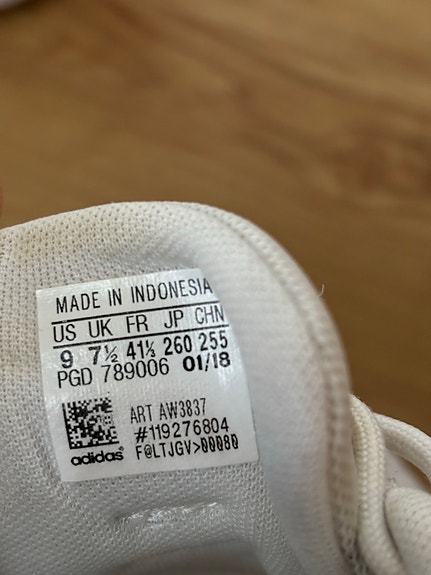 MADE IN INDONESIA
US UK FR JP CHN
9 7½ 41⅓ 260 255
PGD 789006 01/18
ART AW3837
#119276804
adidas® F@LTJGV>00080